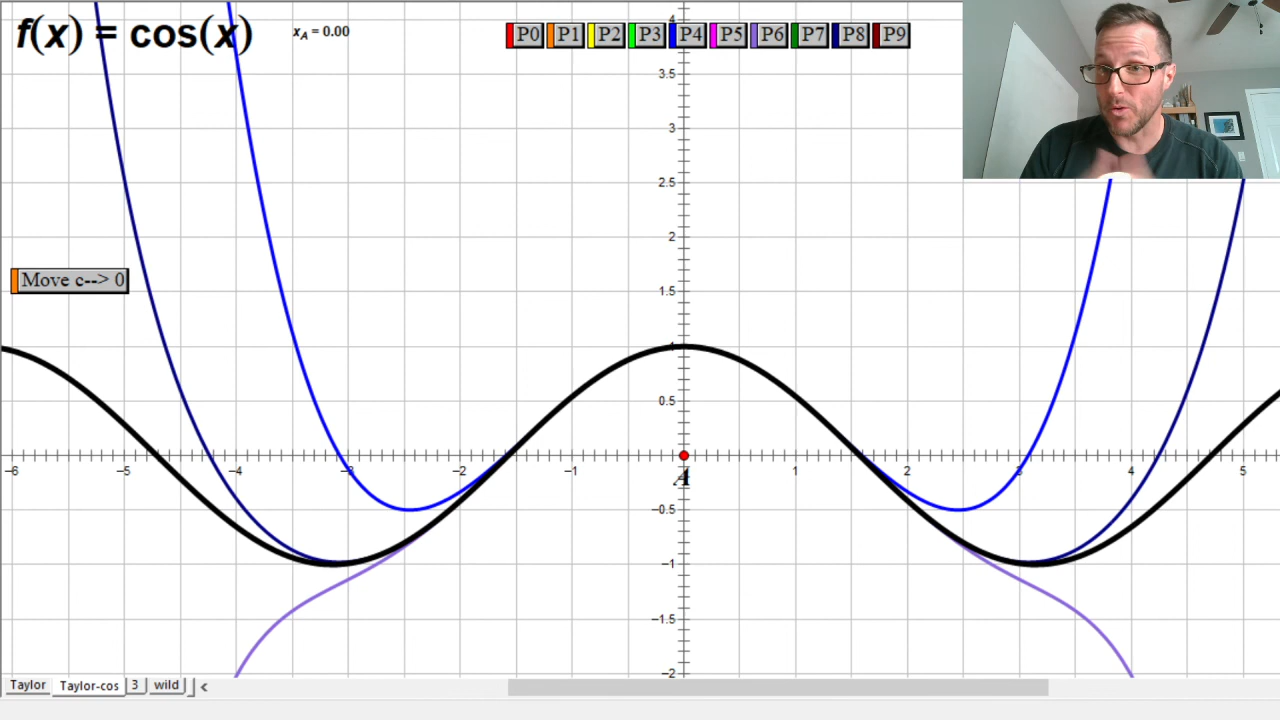 f(x) = cos(x)
x_A = 0.00
P0 P1 P2 P3 P4 P5 P6 P7 P8 P9
4
3.5
3
2.5
2
Move c--> 0
1.5
1
0.5
−6 −5 −4 −3 −2 −1 1 2 3 4 5
A
−0.5
−1
−1.5
−2
Taylor Taylor-cos 3 wild <